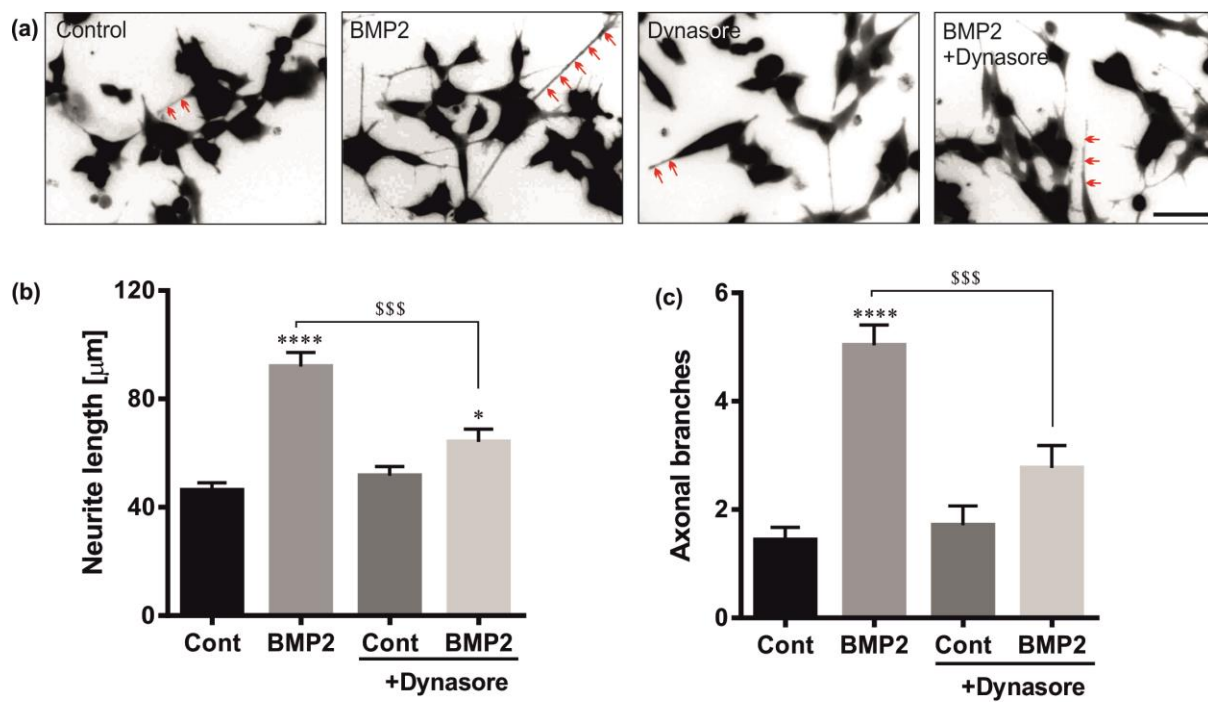 (a)
Control
BMP2
Dynasore
BMP2
+Dynasore
(b)
Neurite length [µm]
120
80
40
0
****
$$$
*
Cont
BMP2
Cont
BMP2
+Dynasore
(c)
Axonal branches
6
4
2
0
****
$$$
Cont
BMP2
Cont
BMP2
+Dynasore